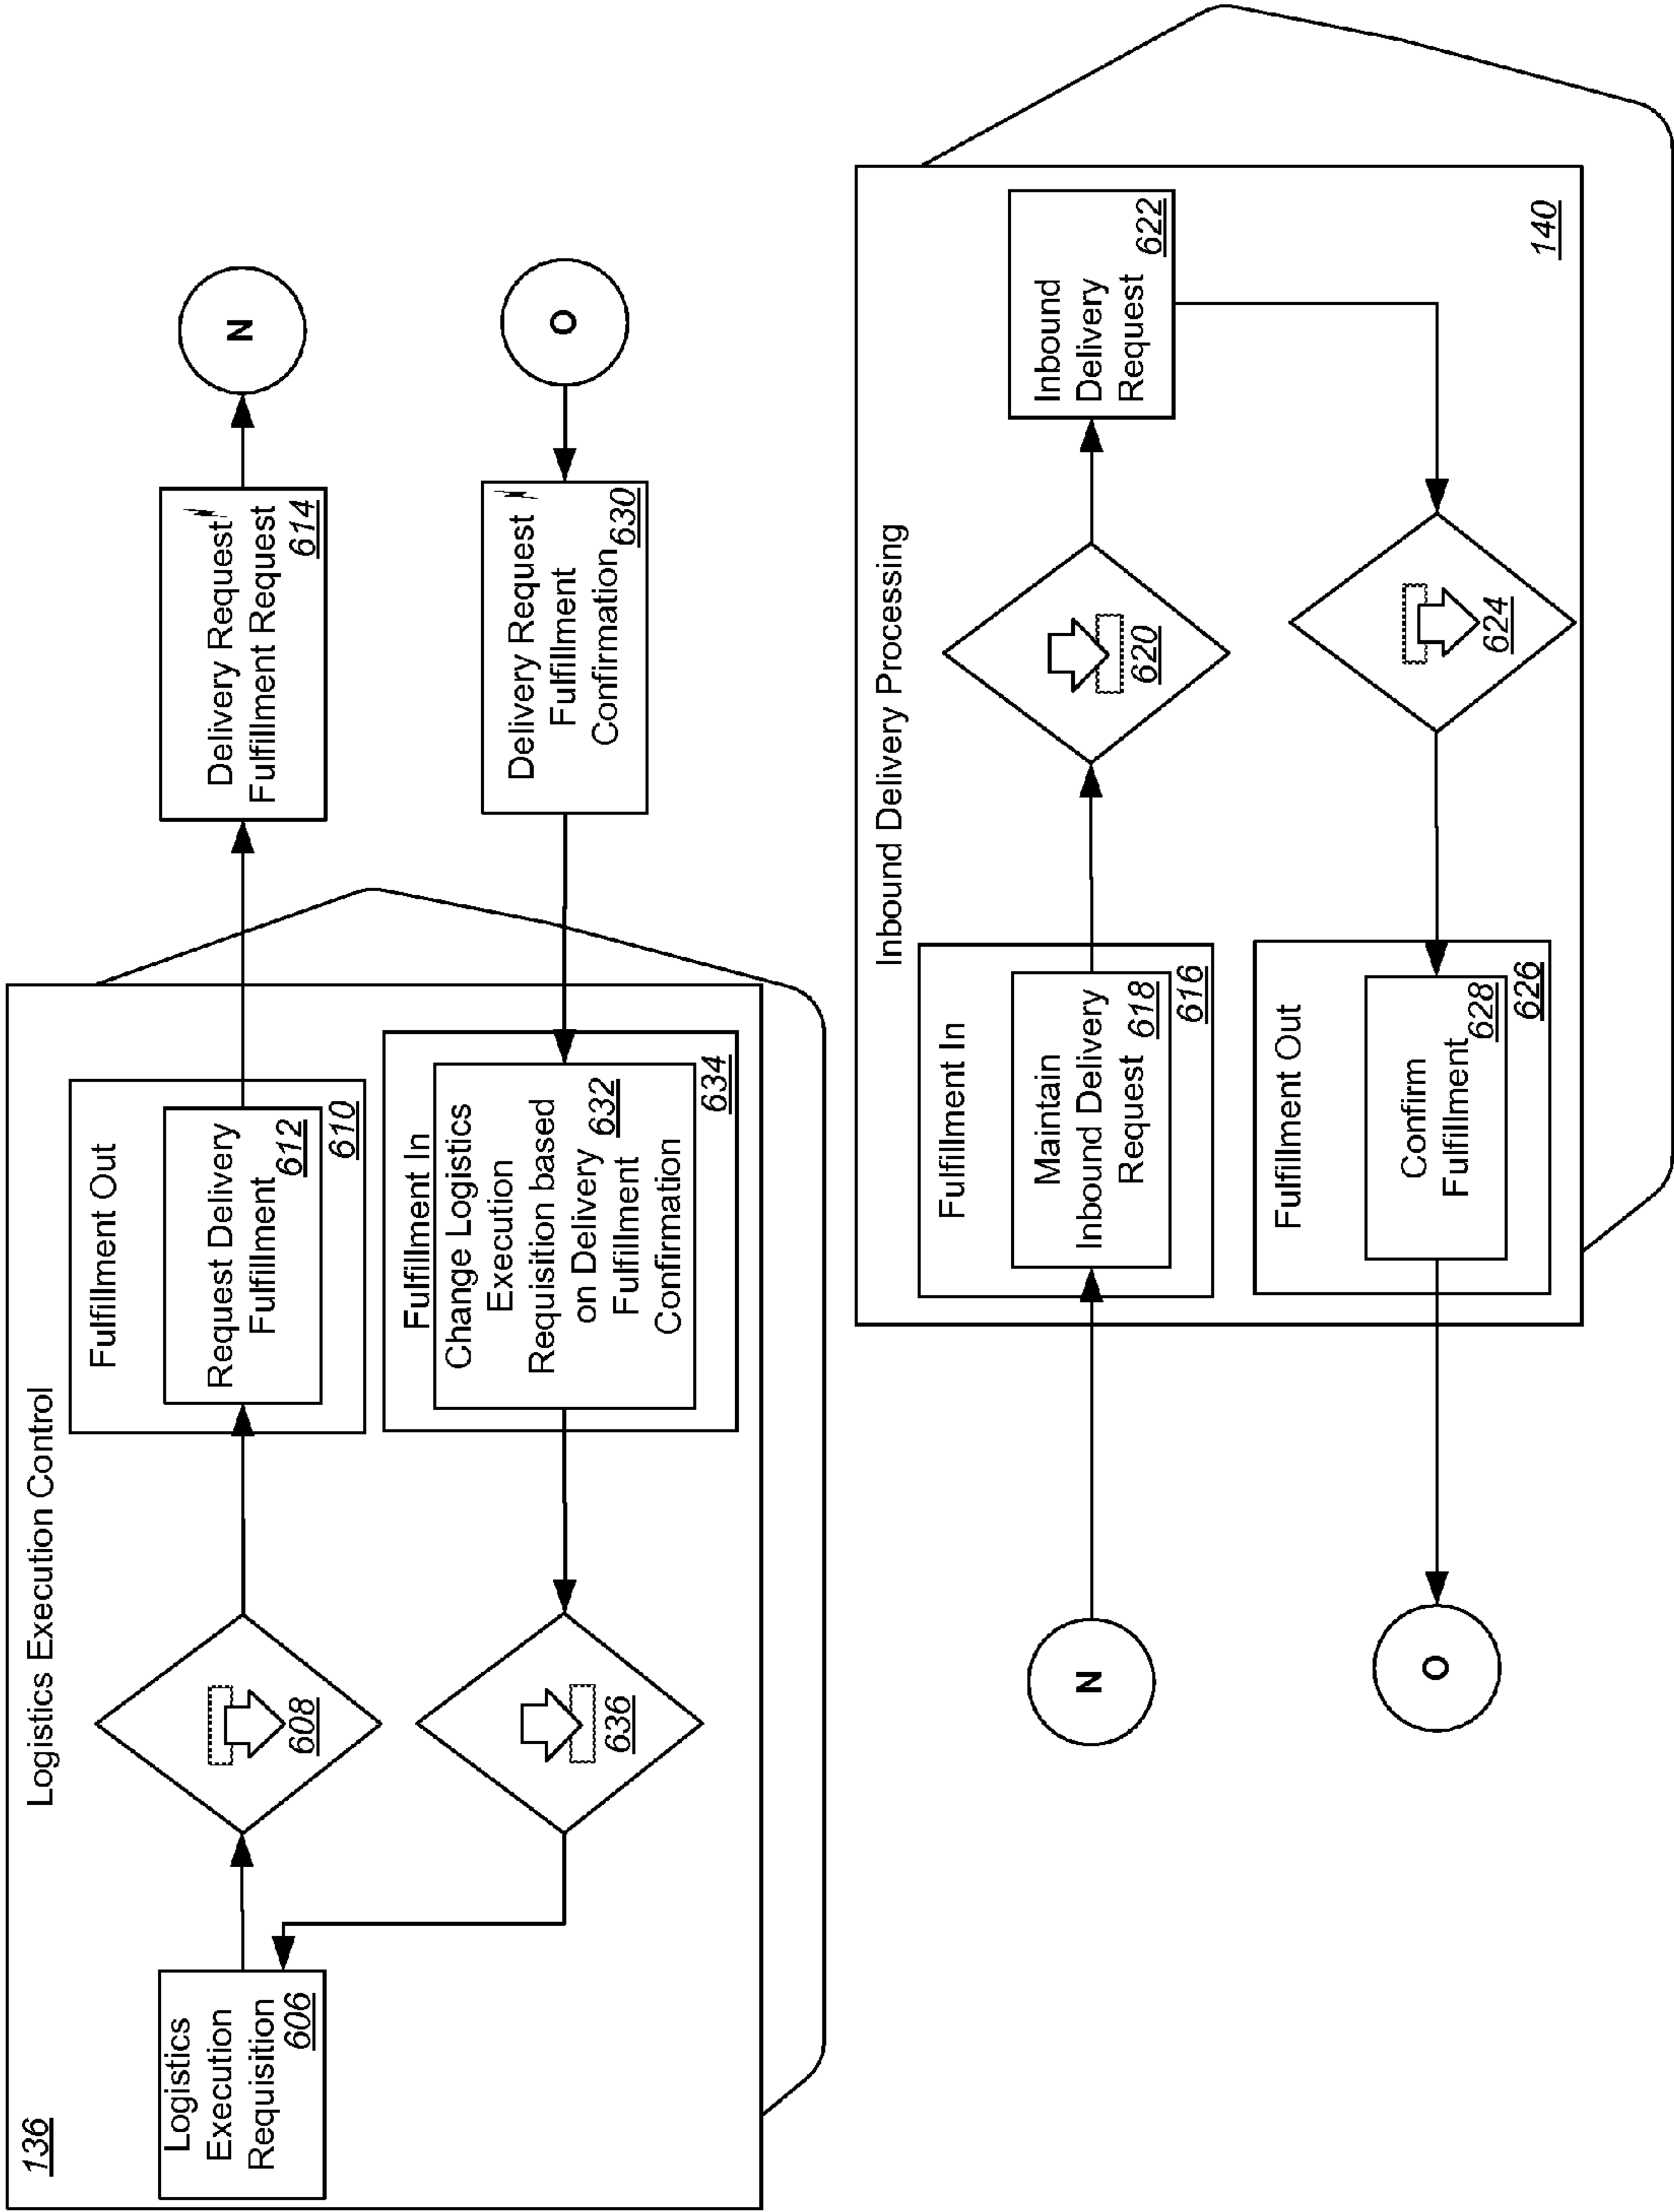 136
Logistics Execution Control
Logistics
Execution
Requisition
606
608
Fulfillment Out
Request Delivery
Fulfillment
612
610
Delivery Request
Fulfillment Request
614
N
636
Fulfillment In
Change Logistics
Execution
Requisition based
on Delivery
632
Fulfillment
Confirmation
634
Delivery Request
Fulfillment
Confirmation
630
O
Inbound Delivery Processing
N
Fulfillment In
Maintain
Inbound Delivery
Request
618
616
620
Inbound
Delivery
Request
622
O
Fulfillment Out
Confirm
Fulfillment
628
626
624
140